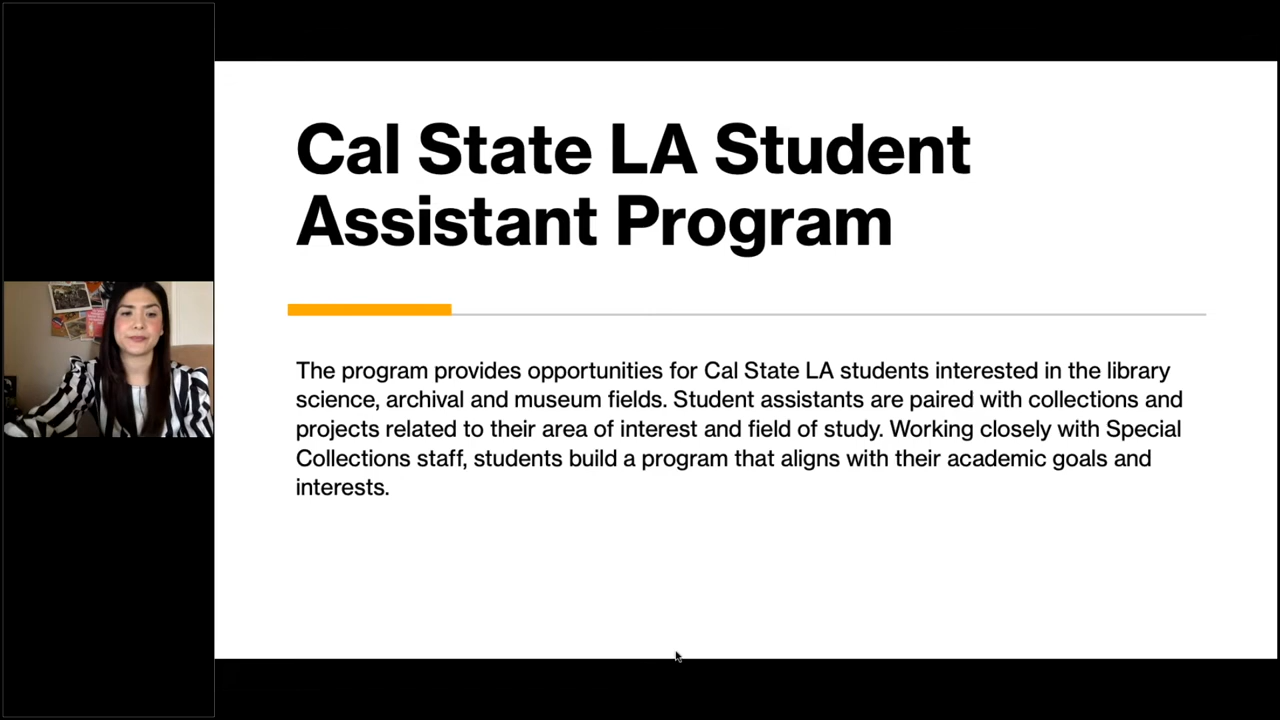 Cal State LA Student
Assistant Program
The program provides opportunities for Cal State LA students interested in the library
science, archival and museum fields. Student assistants are paired with collections and
projects related to their area of interest and field of study. Working closely with Special
Collections staff, students build a program that aligns with their academic goals and
interests.